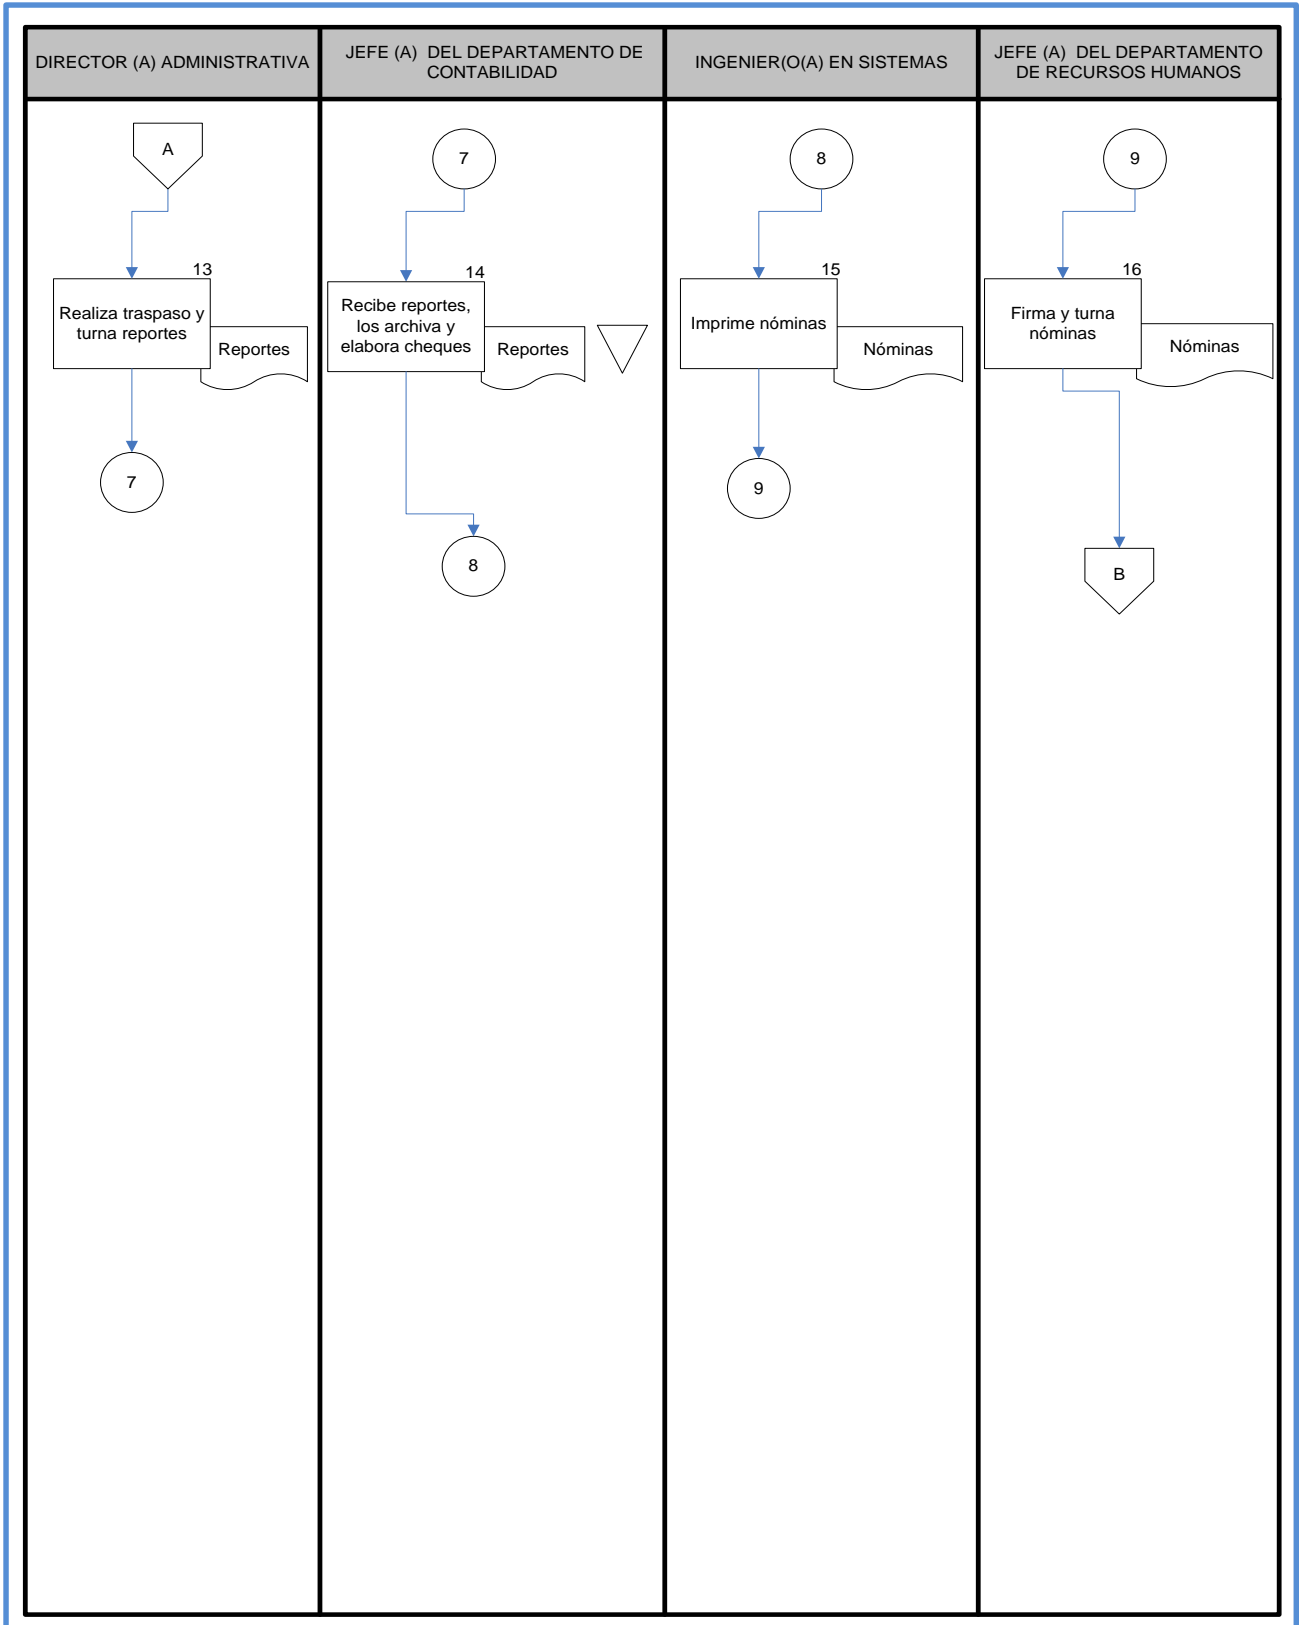 DIRECTOR (A) ADMINISTRATIVA
JEFE (A)  DEL DEPARTAMENTO DE
CONTABILIDAD
INGENIER(O(A) EN SISTEMAS
JEFE (A)  DEL DEPARTAMENTO
DE RECURSOS HUMANOS
A
13
Realiza traspaso y
turna reportes
Reportes
7
7
14
Recibe reportes,
los archiva y
elabora cheques
Reportes
8
8
15
Imprime nóminas
Nóminas
9
9
16
Firma y turna
nóminas
Nóminas
B